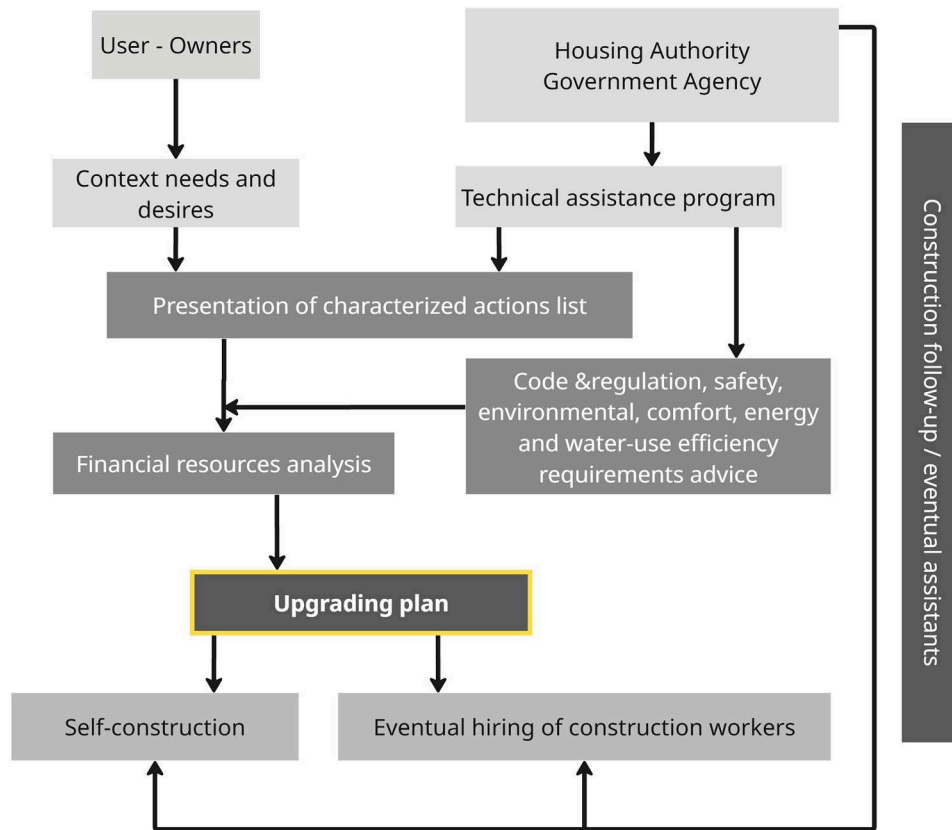 User - Owners
Housing Authority
Government Agency
Context needs and
desires
Technical assistance program
Presentation of characterized actions list
Code &regulation, safety,
environmental, comfort, energy
and water-use efficiency
requirements advice
Financial resources analysis
Upgrading plan
Self-construction
Eventual hiring of construction workers
Construction follow-up / eventual assistants